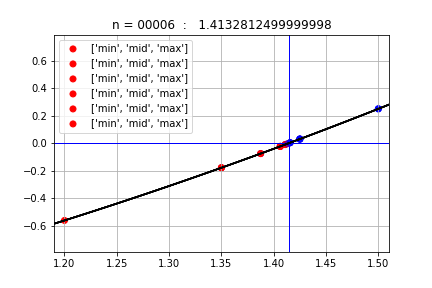 n = 00006 : 1.4132812499999998
['min', 'mid', 'max']
['min', 'mid', 'max']
['min', 'mid', 'max']
['min', 'mid', 'max']
['min', 'mid', 'max']
['min', 'mid', 'max']
0.6
0.4
0.2
0.0
−0.2
−0.4
−0.6
1.20 1.25 1.30 1.35 1.40 1.45 1.50